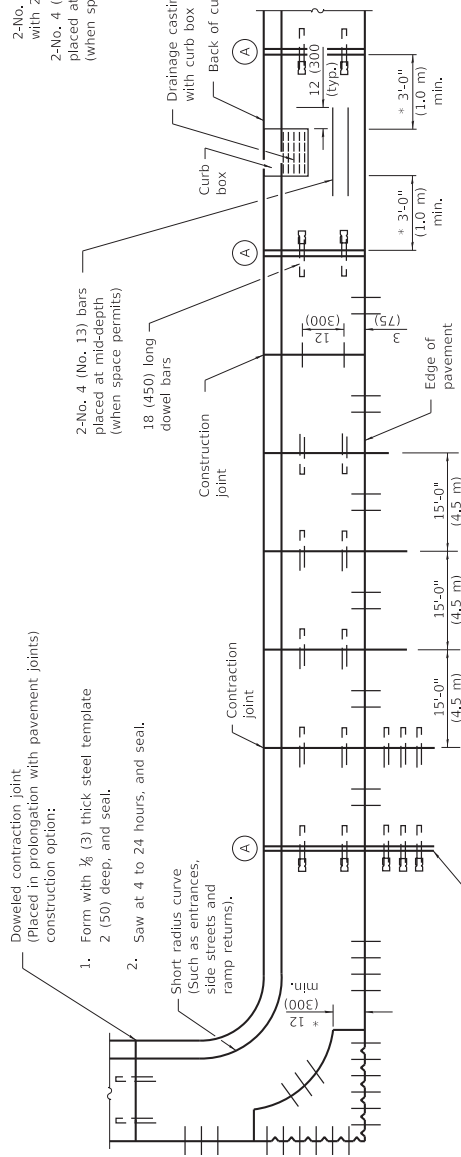 2-No.
with 2
2-No. 4 (
placed at
(when sp
Drainage casting
with curb box
Back of cu
Curb
box
12 (300
(typ.)
A
* 3'-0"
(1.0 m)
min.
* 3'-0"
(1.0 m)
min.
2-No. 4 (No. 13) bars
placed at mid-depth
(when space permits)
18 (450) long
dowel bars
A
12
(300)
3
(75)
Construction
joint
Edge of
pavement
15'-0"
(4.5 m)
15'-0"
(4.5 m)
15'-0"
(4.5 m)
Contraction
joint
Doweled contraction joint
(Placed in prolongation with pavement joints)
construction option:
1. Form with ⅛ (3) thick steel template
2 (50) deep, and seal.
2. Saw at 4 to 24 hours, and seal.
Short radius curve
(Such as entrances,
side streets and
ramp returns).
A
* 12
(300)
min.